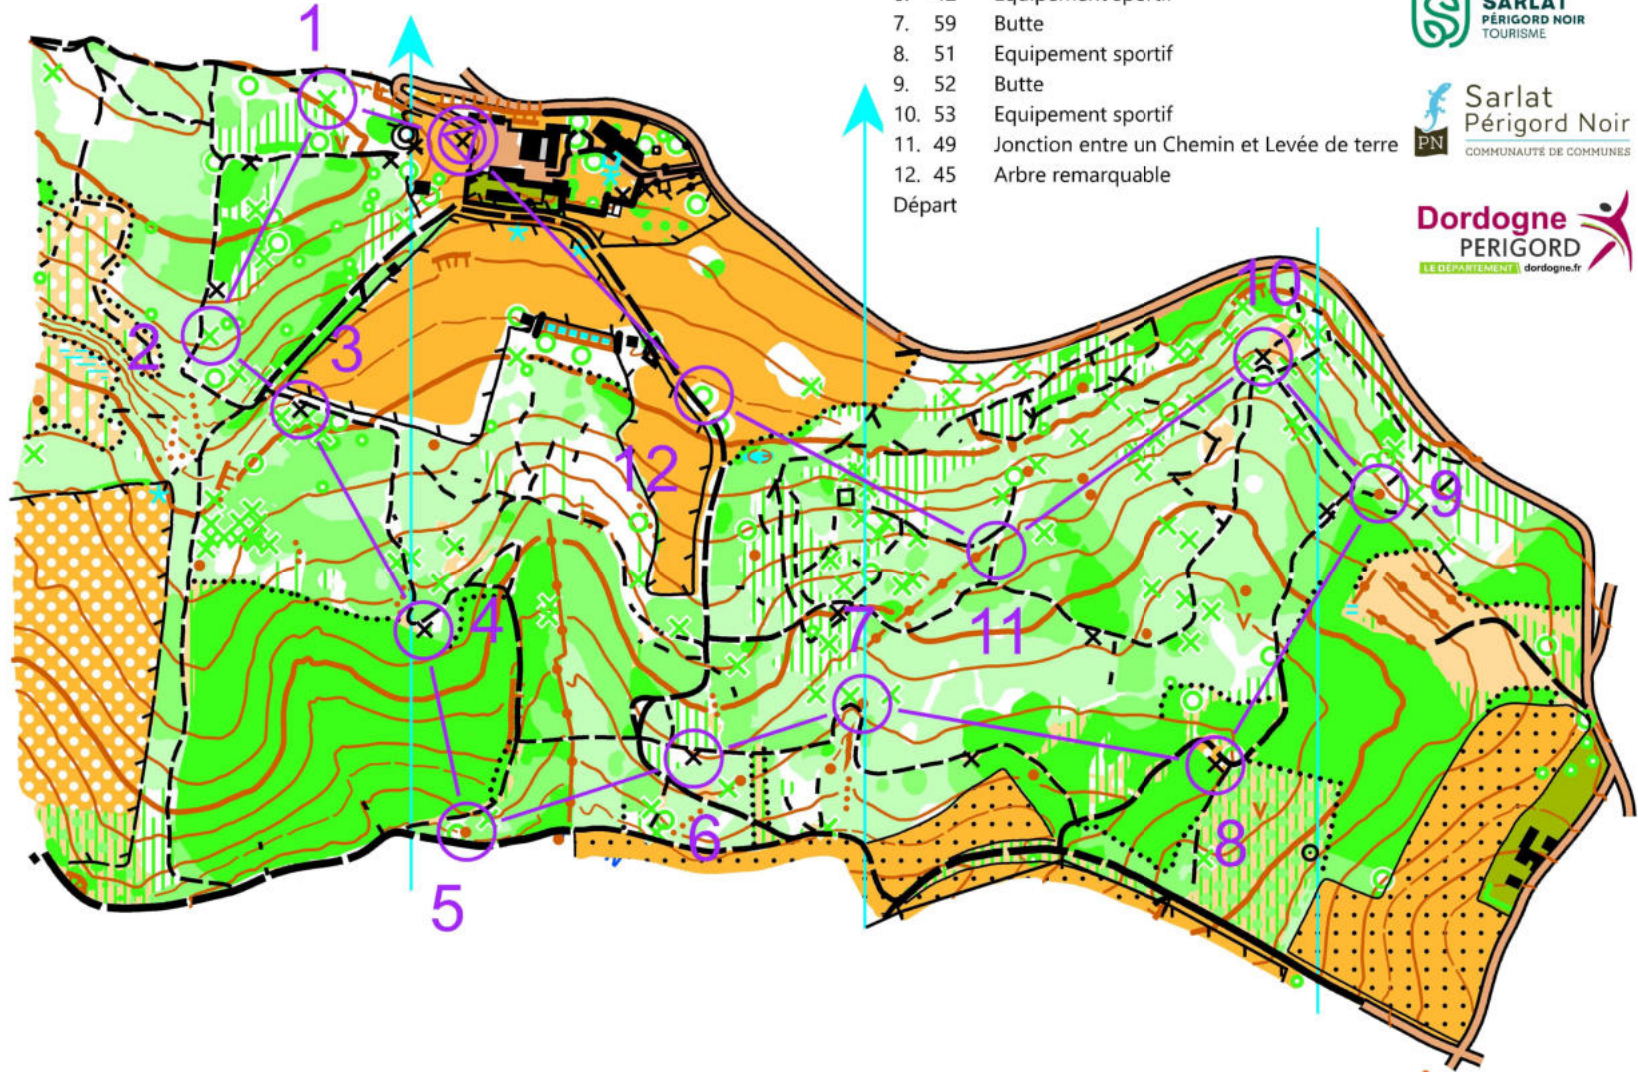 7. 59 Butte
8. 51 Equipement sportif
9. 52 Butte
10. 53 Equipement sportif
11. 49 Jonction entre un Chemin et Levée de terre
12. 45 Arbre remarquable
Départ
SARLAT
PÉRIGORD NOIR
TOURISME
PN
Sarlat
Périgord Noir
COMMUNAUTÉ DE COMMUNES
Dordogne
PERIGORD
LE DÉPARTEMENT dordogne.fr
1
2
3
10
9
12
4
7
11
6
8
5